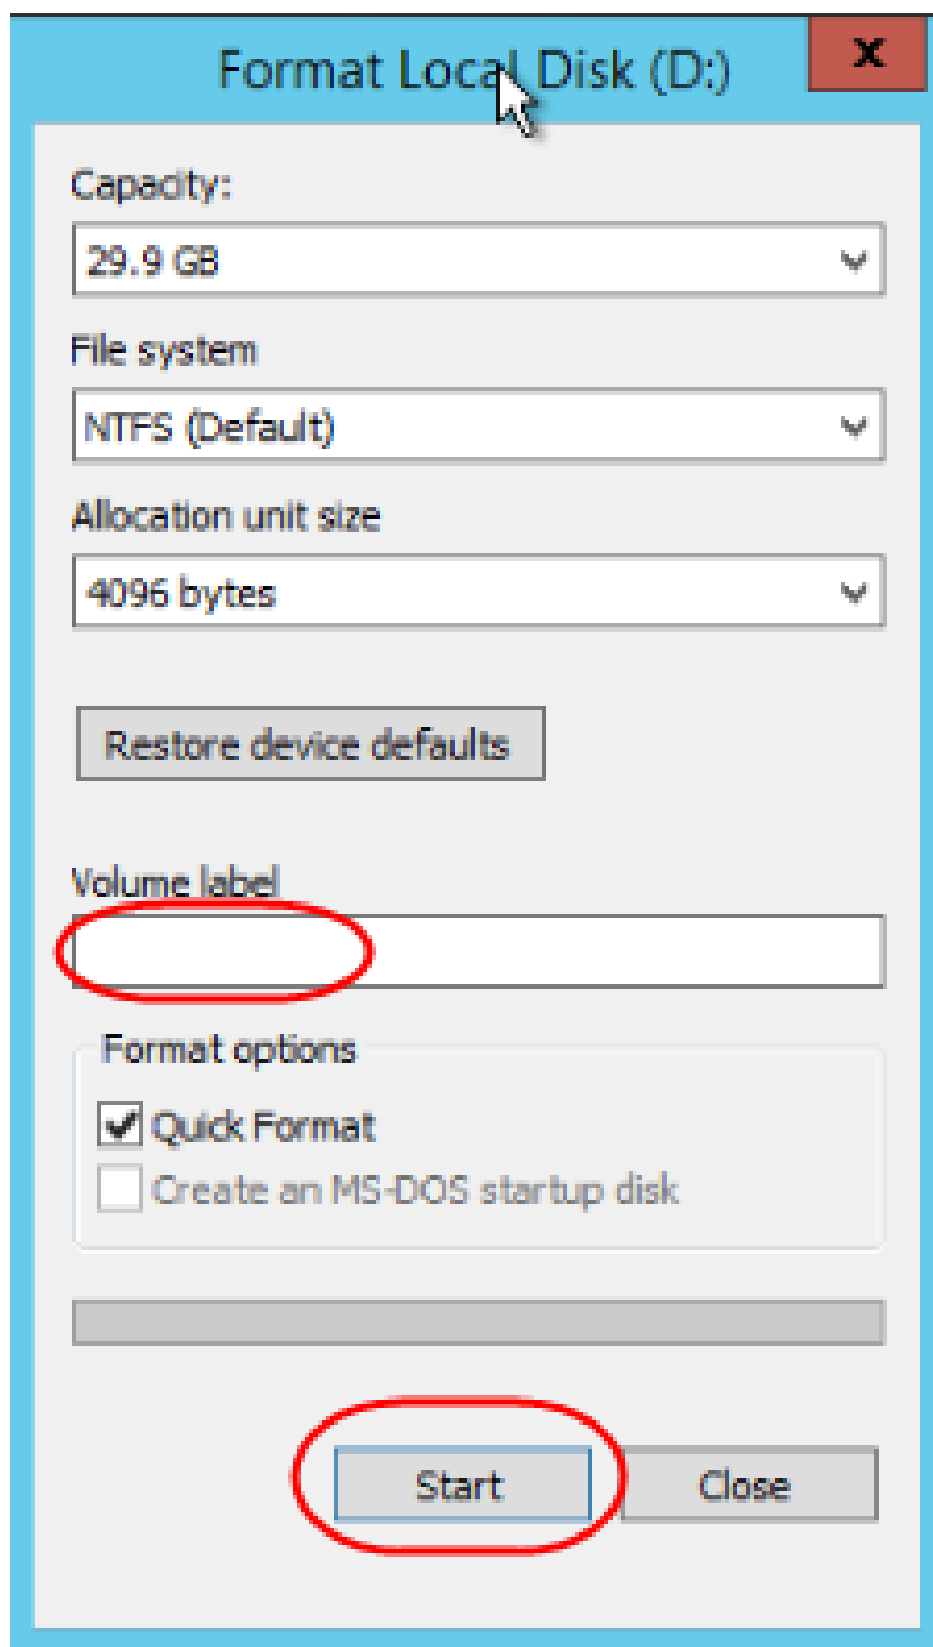 Format Local Disk (D:)
x
Capacity:
29.9 GB
File system
NTFS (Default)
Allocation unit size
4096 bytes
Restore device defaults
Volume label
Format options
Quick Format
Create an MS-DOS startup disk
Start Close